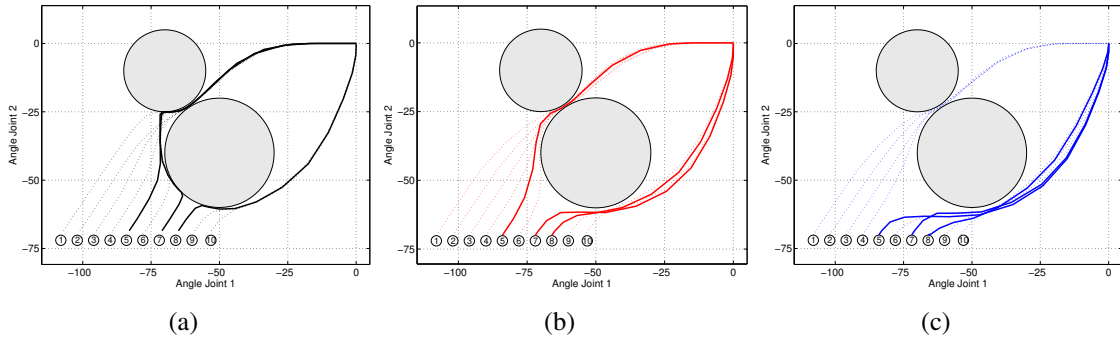 0
−25
−50
−75
Angle Joint 2
① ② ③ ④ ⑤ ⑥ ⑦ ⑧ ⑨ ⑩
−100 −75 −50 −25 0
Angle Joint 1
(a)
0
−25
−50
−75
Angle Joint 2
① ② ③ ④ ⑤ ⑥ ⑦ ⑧ ⑨ ⑩
−100 −75 −50 −25 0
Angle Joint 1
(b)
0
−25
−50
−75
Angle Joint 2
① ② ③ ④ ⑤ ⑥ ⑦ ⑧ ⑨ ⑩
−100 −75 −50 −25 0
Angle Joint 1
(c)